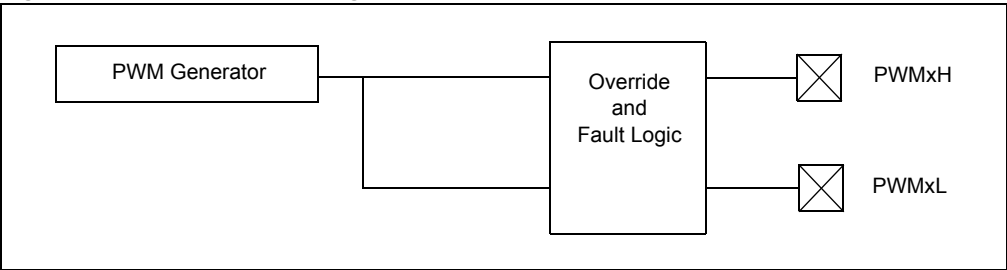 PWM Generator
Override
and
Fault Logic
PWMxH
PWMxL